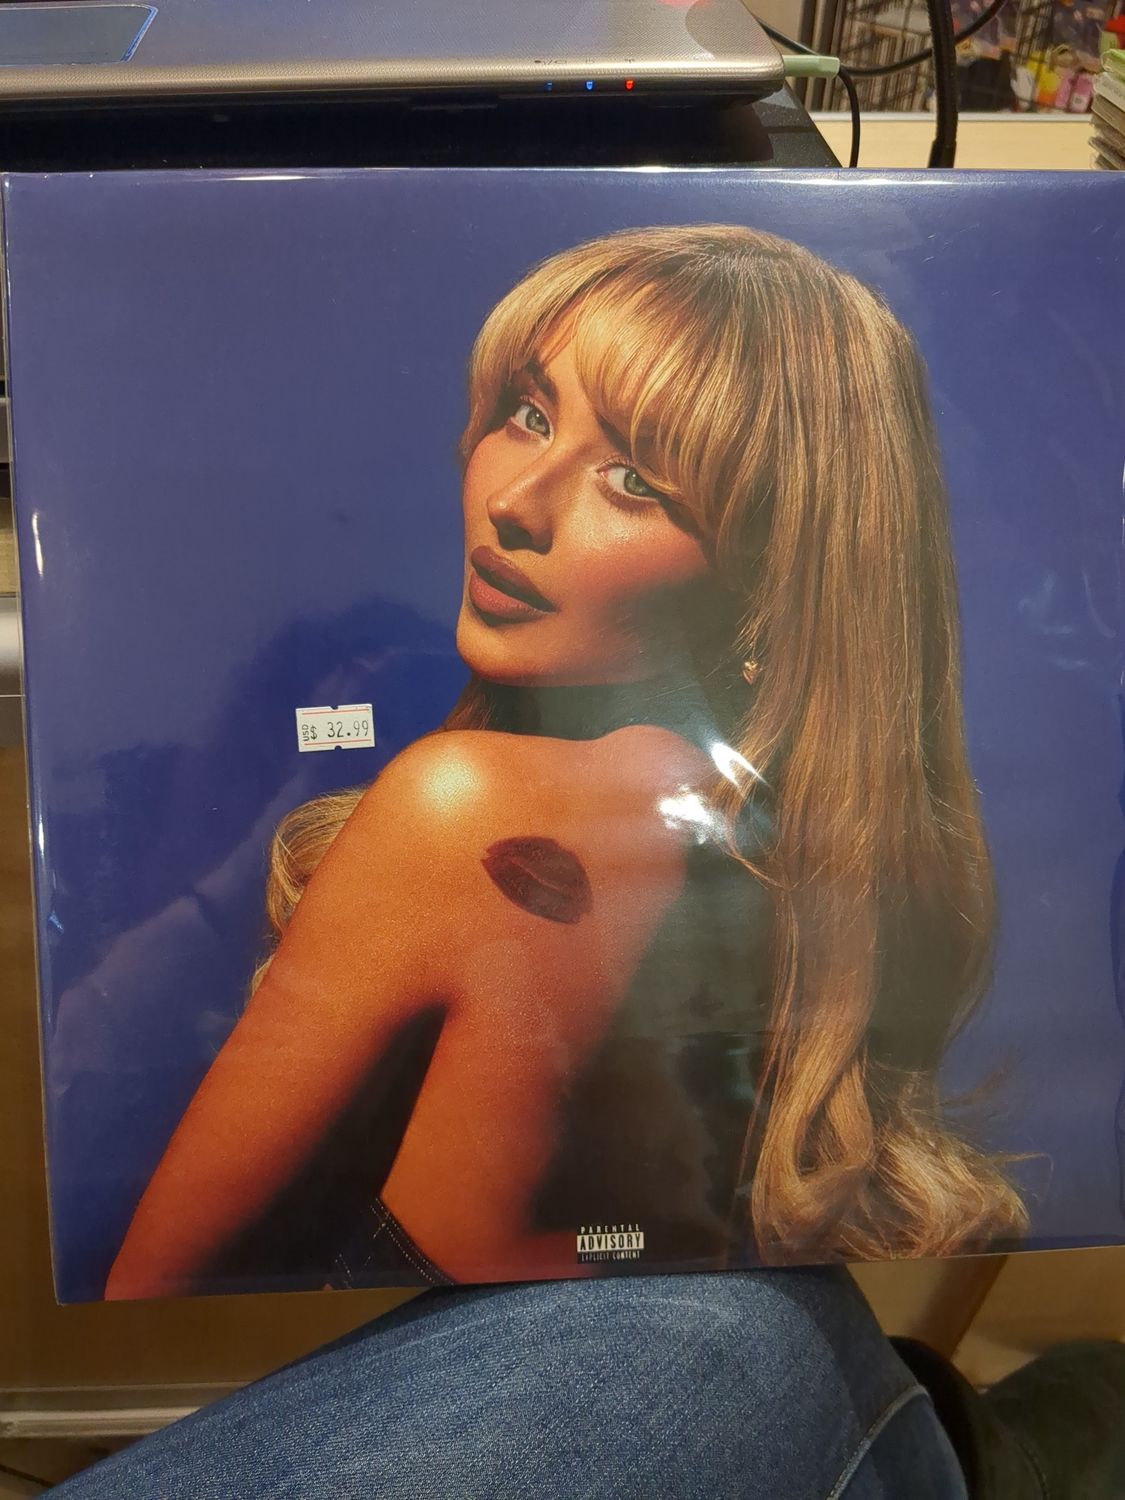 USD
$ 32.99
PARENTAL
ADVISORY
EXPLICIT CONTENT